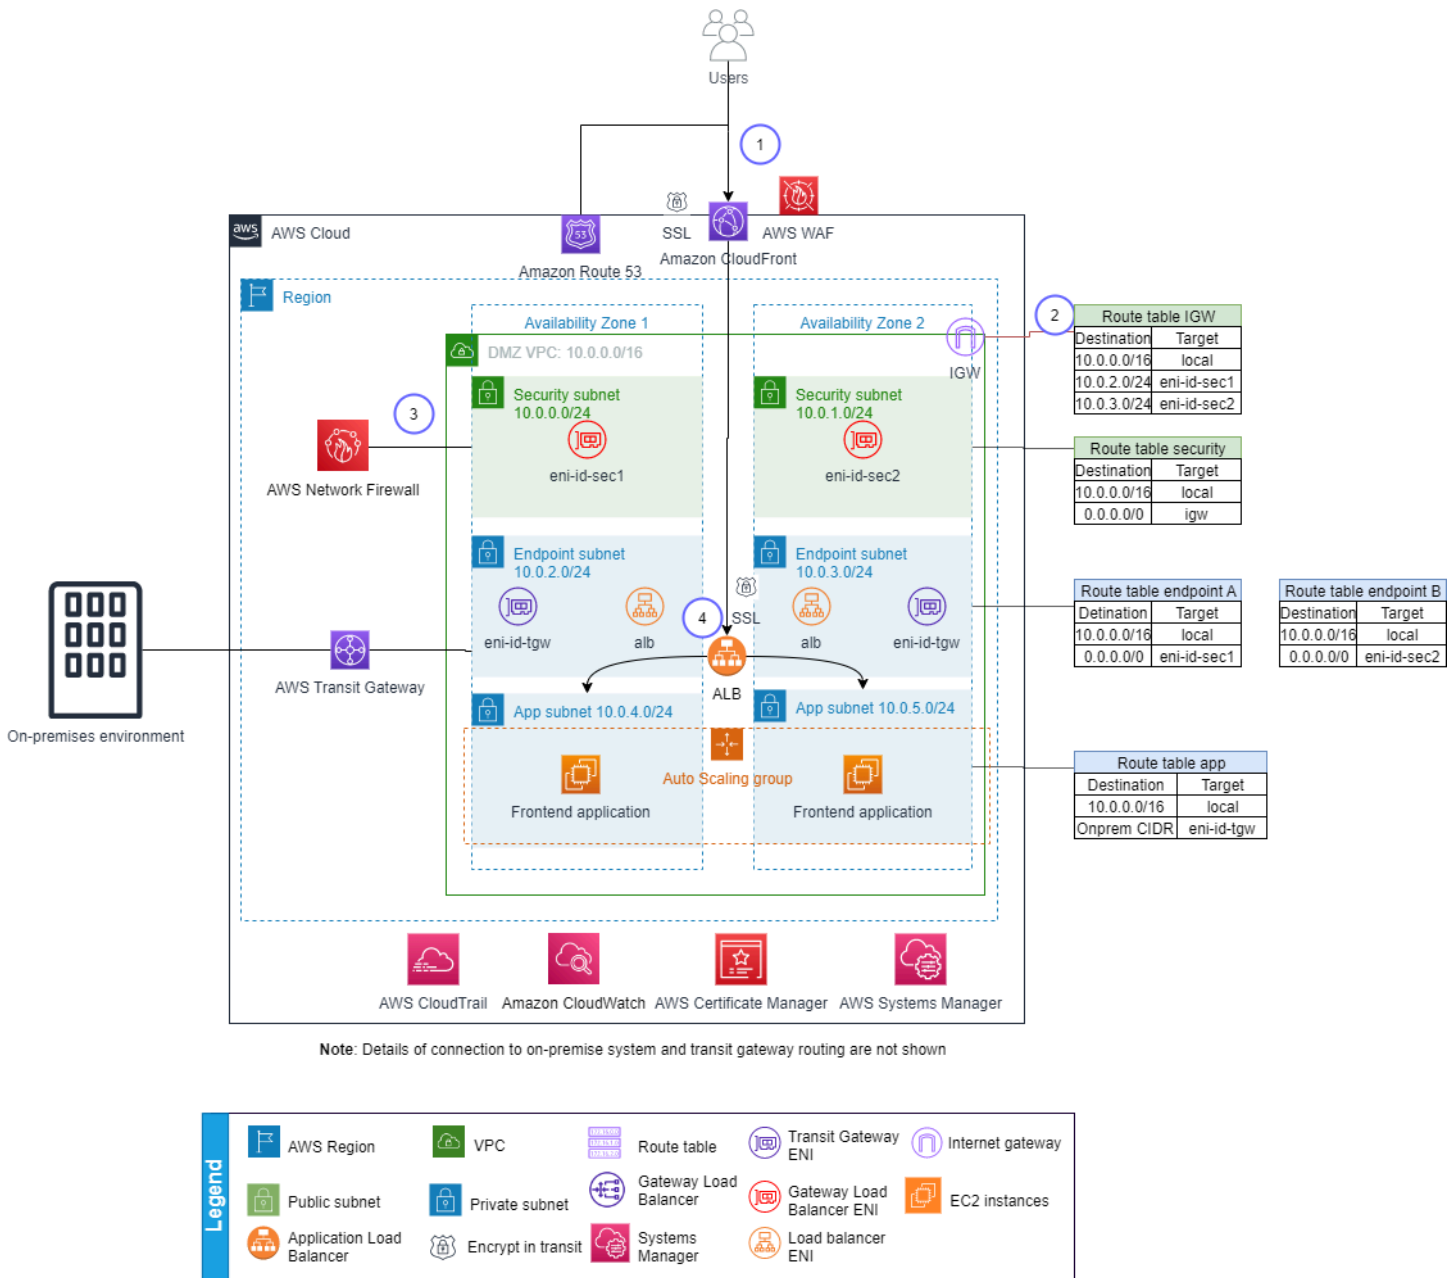 Users
1
aws
AWS Cloud
53
Amazon Route 53
SSL
Amazon CloudFront
AWS WAF
Region
Availability Zone 1
Availability Zone 2
DMZ VPC: 10.0.0.0/16
IGW
Security subnet
10.0.0.0/24
eni-id-sec1
Security subnet
10.0.1.0/24
eni-id-sec2
3
AWS Network Firewall
Endpoint subnet
10.0.2.0/24
eni-id-tgw
alb
Endpoint subnet
10.0.3.0/24
alb
eni-id-tgw
SSL
4
ALB
On-premises environment
AWS Transit Gateway
App subnet 10.0.4.0/24
App subnet 10.0.5.0/24
Auto Scaling group
Frontend application
Frontend application
2
Route table IGW
Destination Target
10.0.0.0/16 local
10.0.2.0/24 eni-id-sec1
10.0.3.0/24 eni-id-sec2
Route table security
Destination Target
10.0.0.0/16 local
0.0.0.0/0 igw
Route table endpoint A
Detination Target
10.0.0.0/16 local
0.0.0.0/0 eni-id-sec1
Route table endpoint B
Destination Target
10.0.0.0/16 local
0.0.0.0/0 eni-id-sec2
Route table app
Destination Target
10.0.0.0/16 local
Onprem CIDR eni-id-tgw
AWS CloudTrail
Amazon CloudWatch
AWS Certificate Manager
AWS Systems Manager
Note: Details of connection to on-premise system and transit gateway routing are not shown
Legend
AWS Region
VPC
Route table
Transit Gateway
ENI
Internet gateway
Public subnet
Private subnet
Gateway Load
Balancer
Gateway Load
Balancer ENI
EC2 instances
Application Load
Balancer
Encrypt in transit
Systems
Manager
Load balancer
ENI